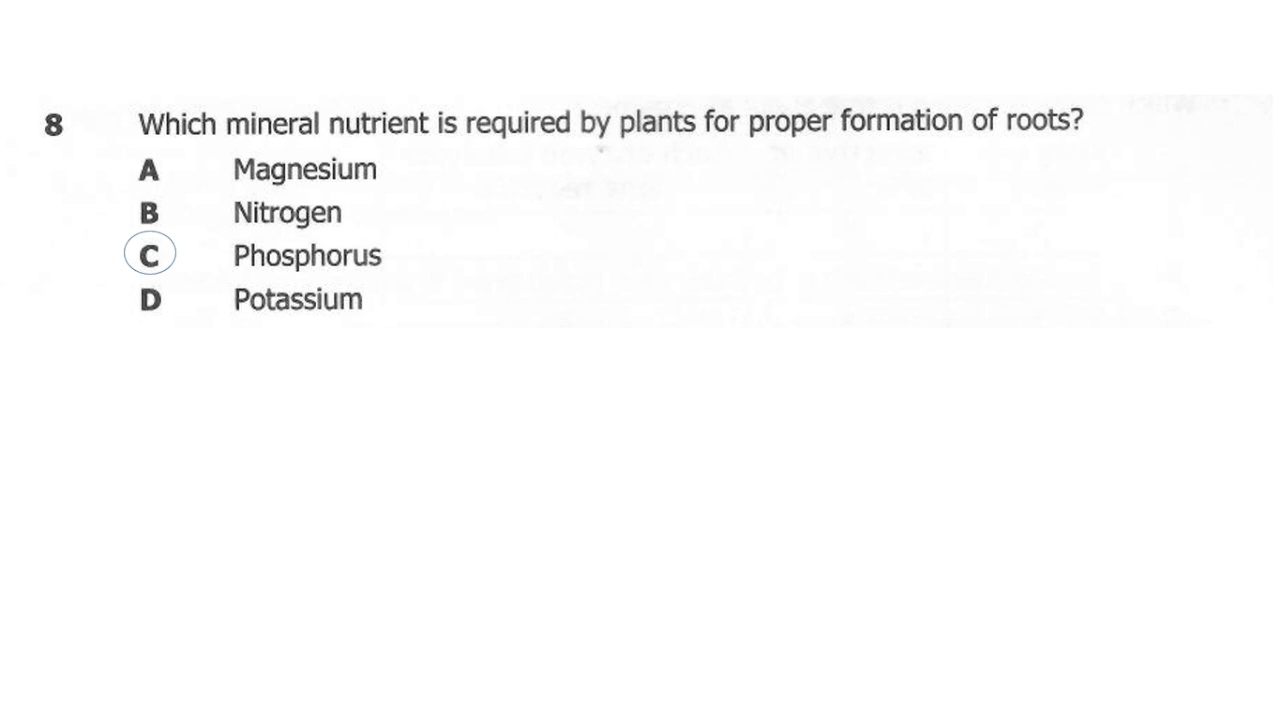 8 Which mineral nutrient is required by plants for proper formation of roots?
A Magnesium
B Nitrogen
C Phosphorus
D Potassium